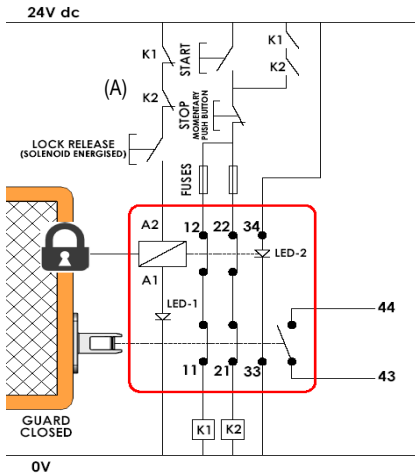 24V dc
K1
START
K1
(A)
K2
K2
STOP
MOMENTARY
PUSH BUTTON
LOCK RELEASE
(SOLENOID ENERGISED)
FUSES
A2
12
22
34
LED-2
A1
LED-1
44
43
11
21
33
GUARD
CLOSED
K1
K2
0V